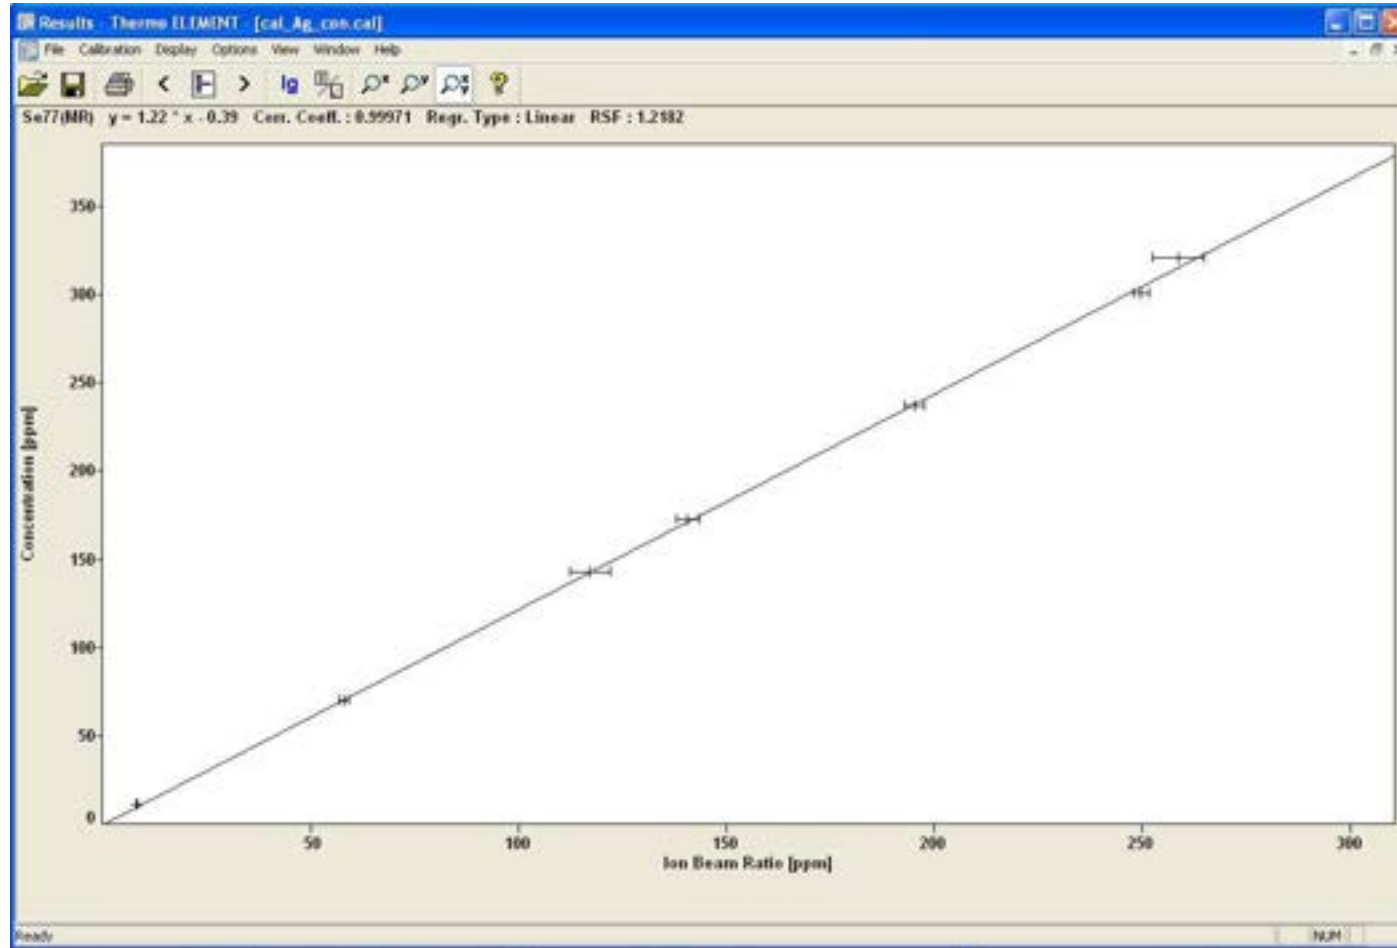 Results - Thermo ELEMENT - [cal_Ag_con.cal]
File Calibration Display Options View Window Help
lg
Se77(MR) y = 1.22 * x - 0.39 Corr. Coeff. : 0.99971 Regr. Type : Linear RSF : 1.2182
350
300
250
200
150
100
50
0
Concentration [ppm]
50 100 150 200 250 300
Ion Beam Ratio [ppm]
Ready NUM